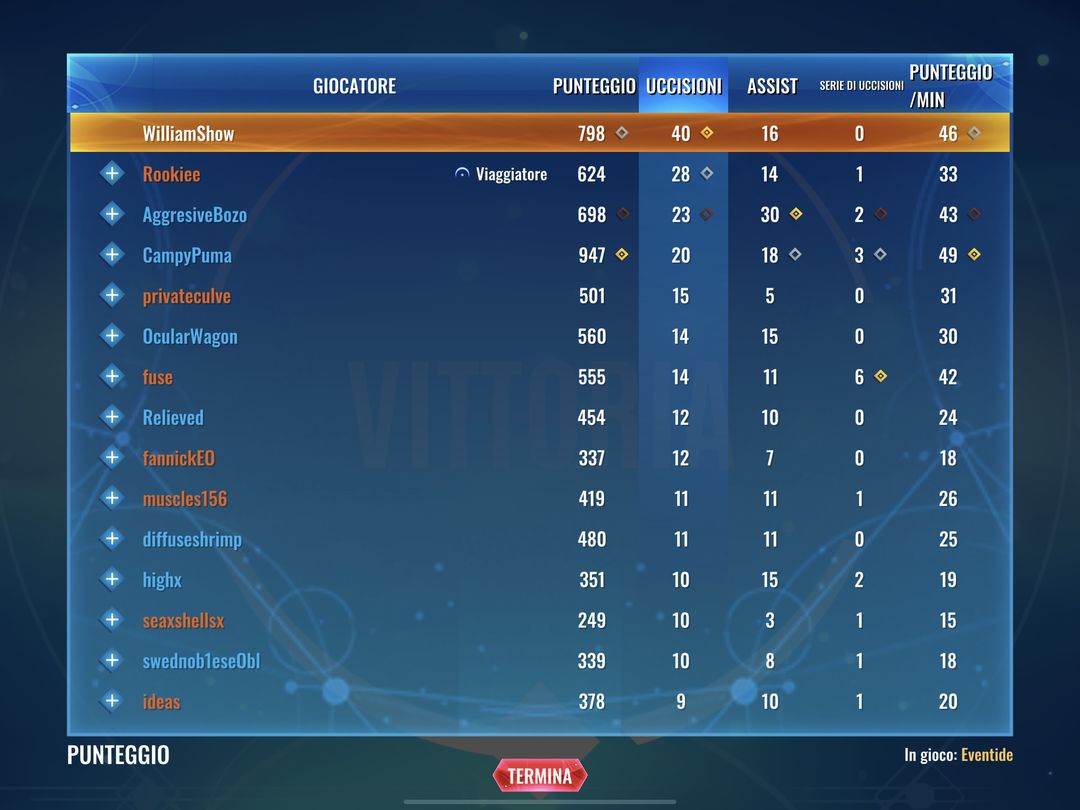 GIOCATORE PUNTEGGIO UCCISIONI ASSIST SERIE DI UCCISIONI PUNTEGGIO /MIN
WilliamShow 798 40 16 0 46
Rookiee Viaggiatore 624 28 14 1 33
AggresiveBozo 698 23 30 2 43
CampyPuma 947 20 18 3 49
privateculve 501 15 5 0 31
OcularWagon 560 14 15 0 30
fuse 555 14 11 6 42
VITTORIA
Relieved 454 12 10 0 24
fannickEO 337 12 7 0 18
muscles156 419 11 11 1 26
diffuseshrimp 480 11 11 0 25
highx 351 10 15 2 19
seaxshellsx 249 10 3 1 15
swednob1eseObl 339 10 8 1 18
ideas 378 9 10 1 20
PUNTEGGIO
In gioco: Eventide
TERMINA